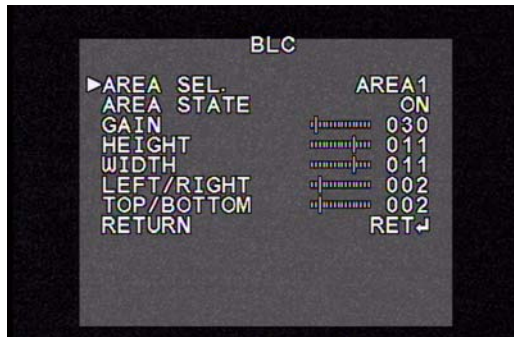 BLC
►AREA SEL. AREA1
AREA STATE ON
GAIN 030
HEIGHT 011
WIDTH 011
LEFT/RIGHT 002
TOP/BOTTOM 002
RETURN RET↲